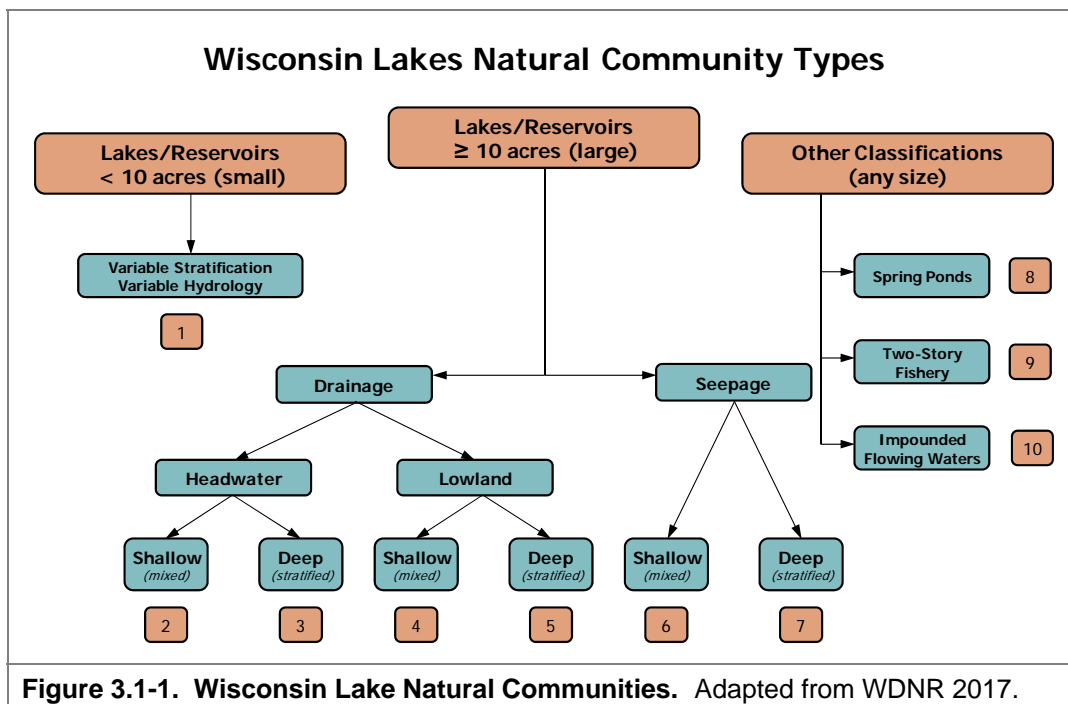 Wisconsin Lakes Natural Community Types
Lakes/Reservoirs
< 10 acres (small)
Lakes/Reservoirs
≥ 10 acres (large)
Other Classifications
(any size)
Variable Stratification
Variable Hydrology
1
Spring Ponds
8
Two-Story
Fishery
9
Impounded
Flowing Waters
10
Drainage
Seepage
Headwater
Lowland
Shallow
(mixed)
Deep
(stratified)
Shallow
(mixed)
Deep
(stratified)
Shallow
(mixed)
Deep
(stratified)
2
3
4
5
6
7
Figure 3.1-1. Wisconsin Lake Natural Communities. Adapted from WDNR 2017.